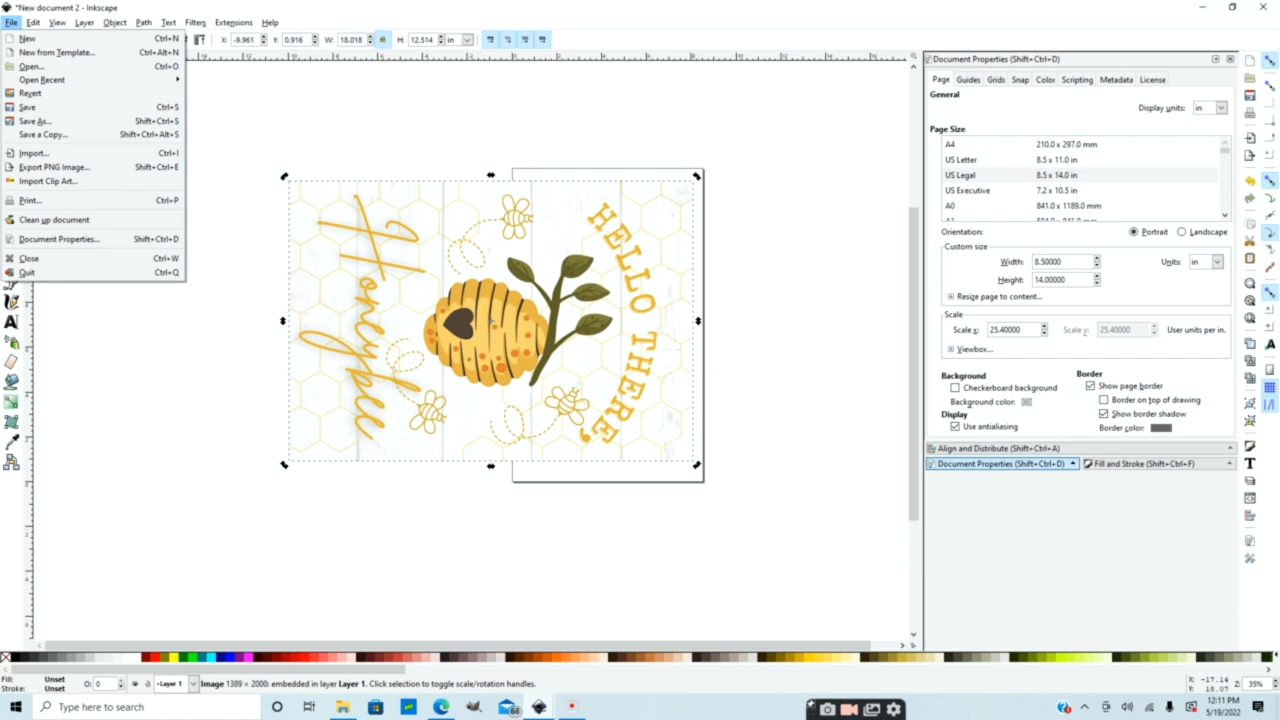 *New document 2 - Inkscape
File Edit View Layer Object Path Text Filters Extensions Help
X: -9.961 Y: 0.916 W: 18.018 H: 12.514 in
New Ctrl+N
New from Template... Ctrl+Alt+N
Open... Ctrl+O
Open Recent
Revert
Save Ctrl+S
Save As... Shift+Ctrl+S
Save a Copy... Shift+Ctrl+Alt+S
Import... Ctrl+I
Export PNG Image... Shift+Ctrl+E
Import Clip Art...
Print... Ctrl+P
Clean up document
Document Properties... Shift+Ctrl+D
Close Ctrl+W
Quit Ctrl+Q
HELLO THERE,
Honeybee
Document Properties (Shift+Ctrl+D)
Page Guides Grids Snap Color Scripting Metadata License
General
Display units: in
Page Size
A4 210.0 x 297.0 mm
US Letter 8.5 x 11.0 in
US Legal 8.5 x 14.0 in
US Executive 7.2 x 10.5 in
A0 841.0 x 1189.0 mm
A1 594.0 x 841.0 mm
Orientation: Portrait Landscape
Custom size
Width: 8.50000 Units: in
Height: 14.00000
Resize page to content...
Scale
Scale x: 25.40000 Scale y: 25.40000 User units per in.
Viewbox...
Background
Checkerboard background
Background color:
Display
Use antialiasing
Border
Show page border
Border on top of drawing
Show border shadow
Border color:
Align and Distribute (Shift+Ctrl+A)
Document Properties (Shift+Ctrl+D) Fill and Stroke (Shift+Ctrl+F)
Fill: Unset
Stroke: Unset
O: 0
Layer 1
Image 1389 × 2000: embedded in layer Layer 1. Click selection to toggle scale/rotation handles.
X: -17.14
Y: 18.07
Z: 35%
Type here to search
68
12:11 PM
5/19/2022